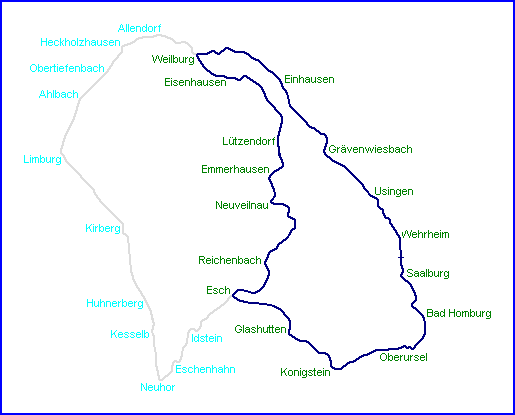 Allendorf
Heckholzhausen
Weilburg
Obertiefenbach
Einhausen
Eisenhausen
Ahlbach
Lützendorf
Grävenwiesbach
Limburg
Emmerhausen
Usingen
Neuveilnau
Kirberg
Wehrheim
Reichenbach
Saalburg
Esch
Huhnerberg
Bad Homburg
Glashutten
Kesselb
Idstein
Oberursel
Eschenhahn
Konigstein
Neuhor